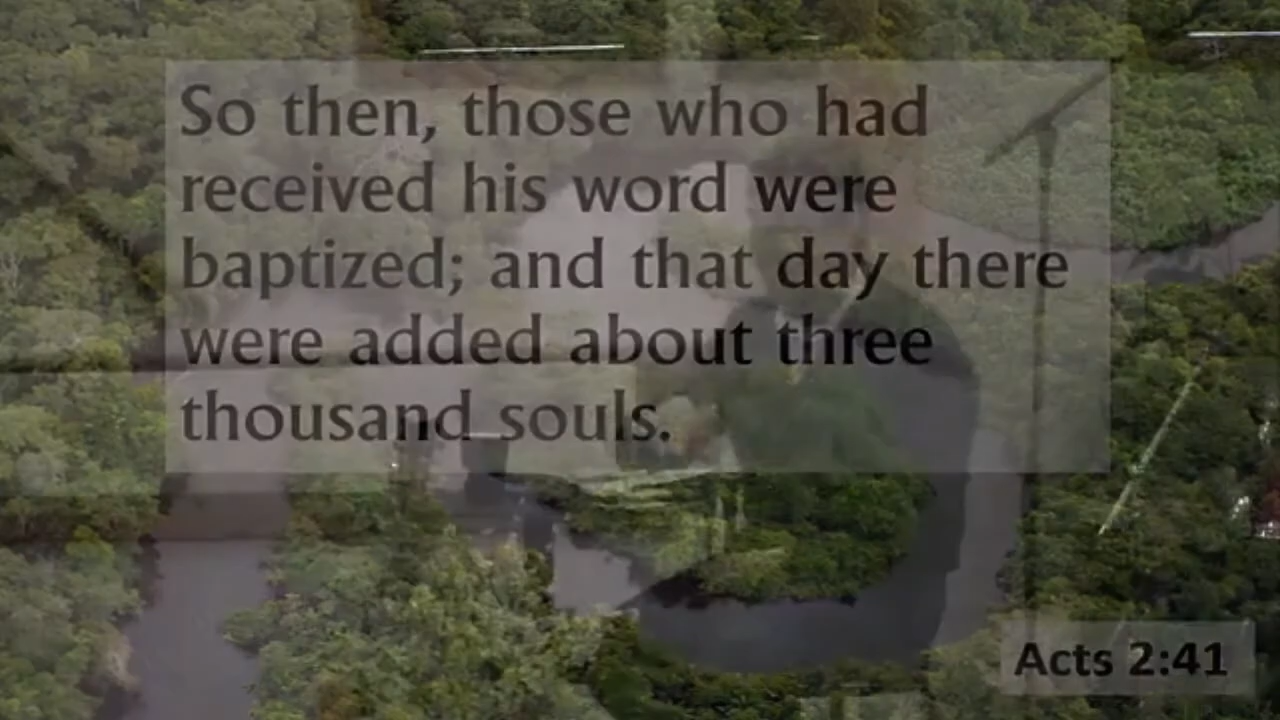 So then, those who had
received his word were
baptized; and that day there
were added about three
thousand souls.
Acts 2:41